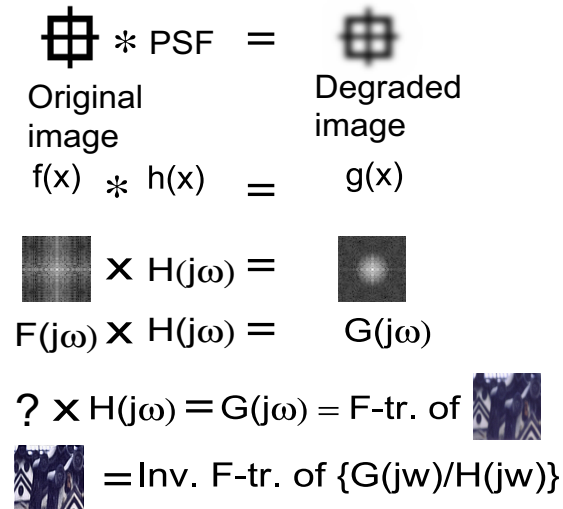 * PSF =
Original image
Degraded image
f(x) * h(x) = g(x)
x H(jω) =
F(jω) x H(jω) = G(jω)
? x H(jω) = G(jω) = F-tr. of
= Inv. F-tr. of {G(jw)/H(jw)}